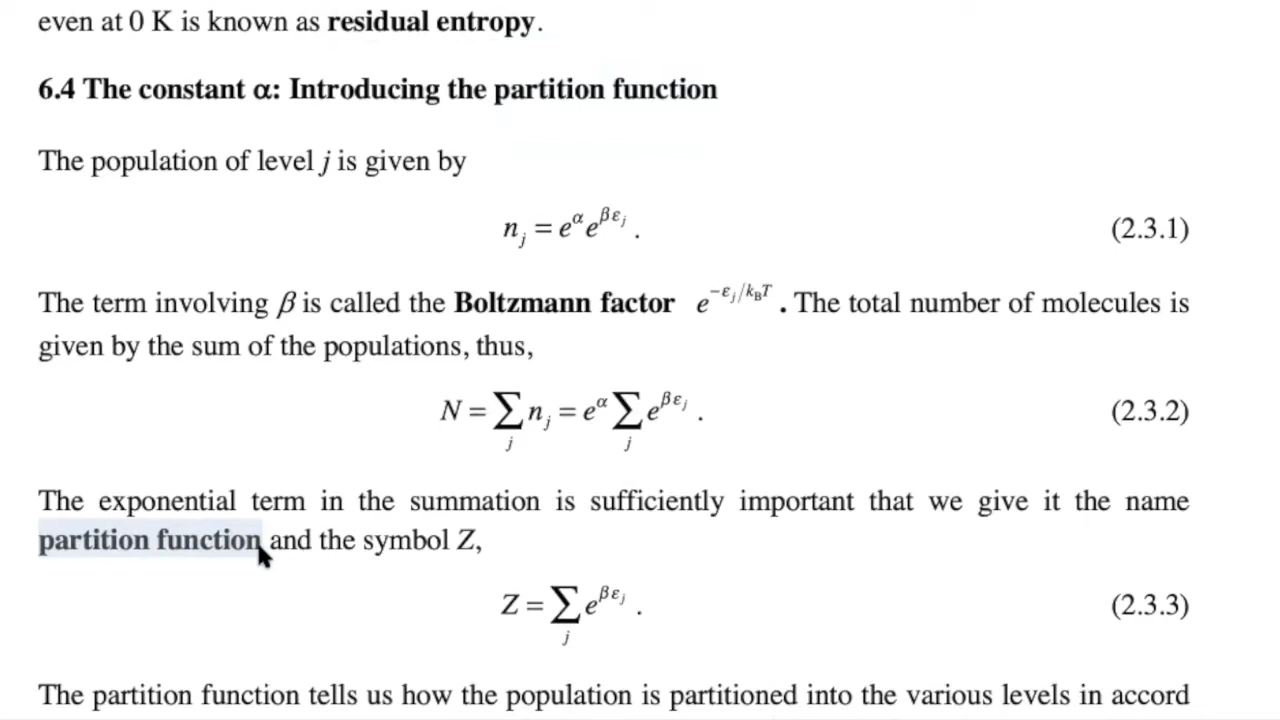 even at 0 K is known as residual entropy.
6.4 The constant α: Introducing the partition function
The population of level j is given by
n_j = e^α e^{βε_j} . (2.3.1)
The term involving β is called the Boltzmann factor e^{−ε_j/k_BT} . The total number of molecules is
given by the sum of the populations, thus,
N = ∑_j n_j = e^α ∑_j e^{βε_j} . (2.3.2)
The exponential term in the summation is sufficiently important that we give it the name
partition function and the symbol Z,
Z = ∑_j e^{βε_j} . (2.3.3)
The partition function tells us how the population is partitioned into the various levels in accord